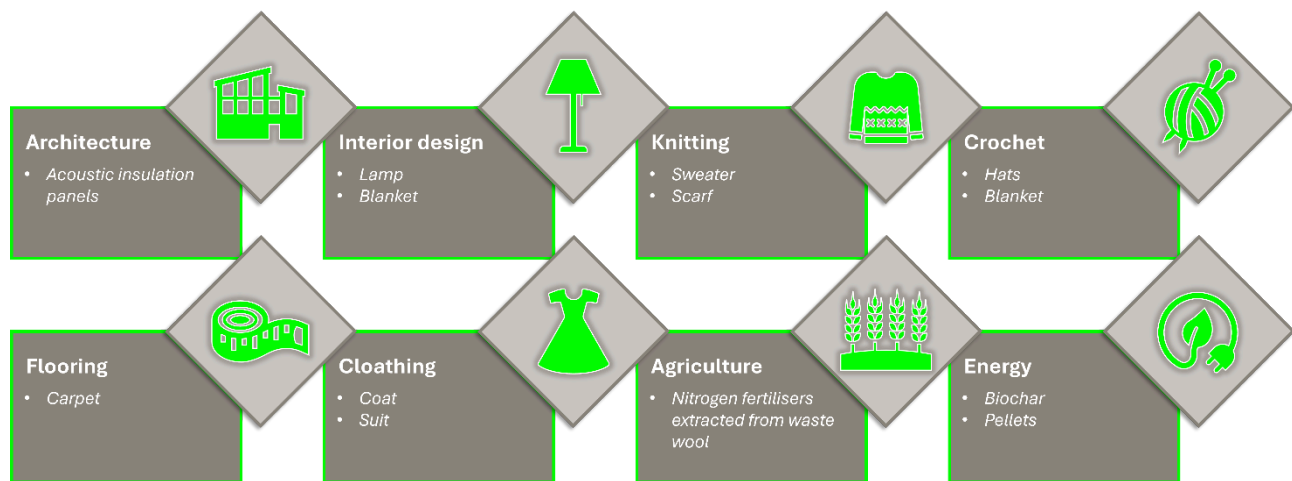 Architecture
• Acoustic insulation
panels
Interior design
• Lamp
• Blanket
Knitting
• Sweater
• Scarf
Crochet
• Hats
• Blanket
Flooring
• Carpet
Cloathing
• Coat
• Suit
Agriculture
• Nitrogen fertilisers
extracted from waste
wool
Energy
• Biochar
• Pellets